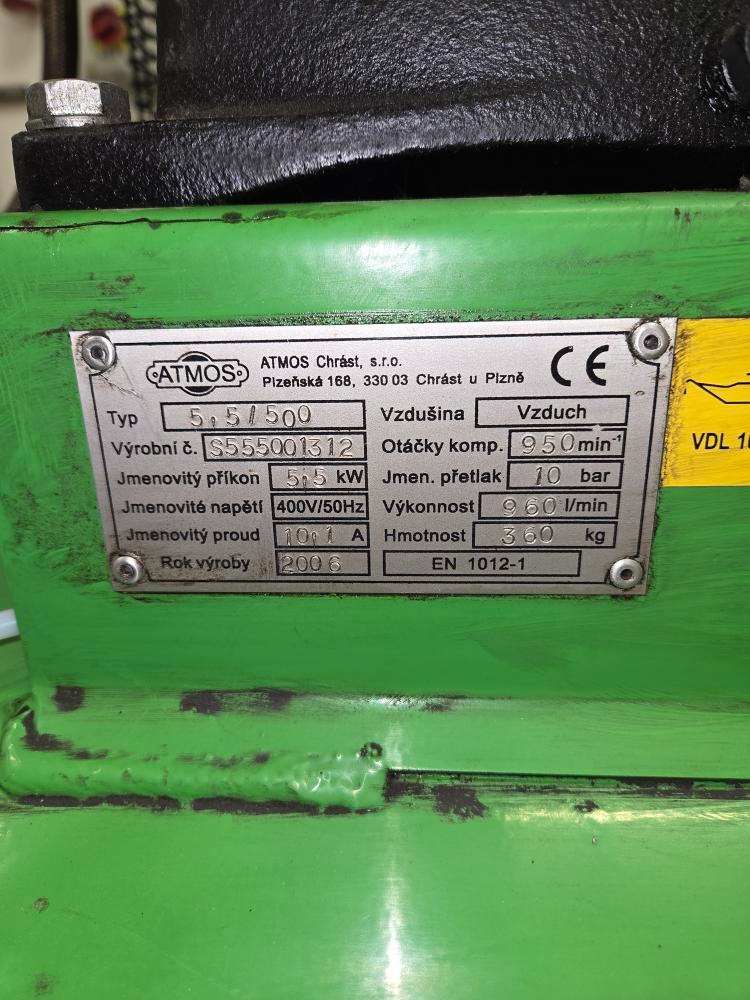 ATMOS
ATMOS Chrást, s.r.o.
Plzeňská 168, 330 03 Chrást u Plzně
CE
Typ 5,5/500
Vzdušina Vzduch
Výrobní č. S555001312
Otáčky komp. 950 min⁻¹
Jmenovitý příkon 5,5 kW
Jmen. přetlak 10 bar
Jmenovité napětí 400V/50Hz
Výkonnost 960 l/min
Jmenovitý proud 10,1 A
Hmotnost 360 kg
Rok výroby 2006
EN 1012-1
VDL